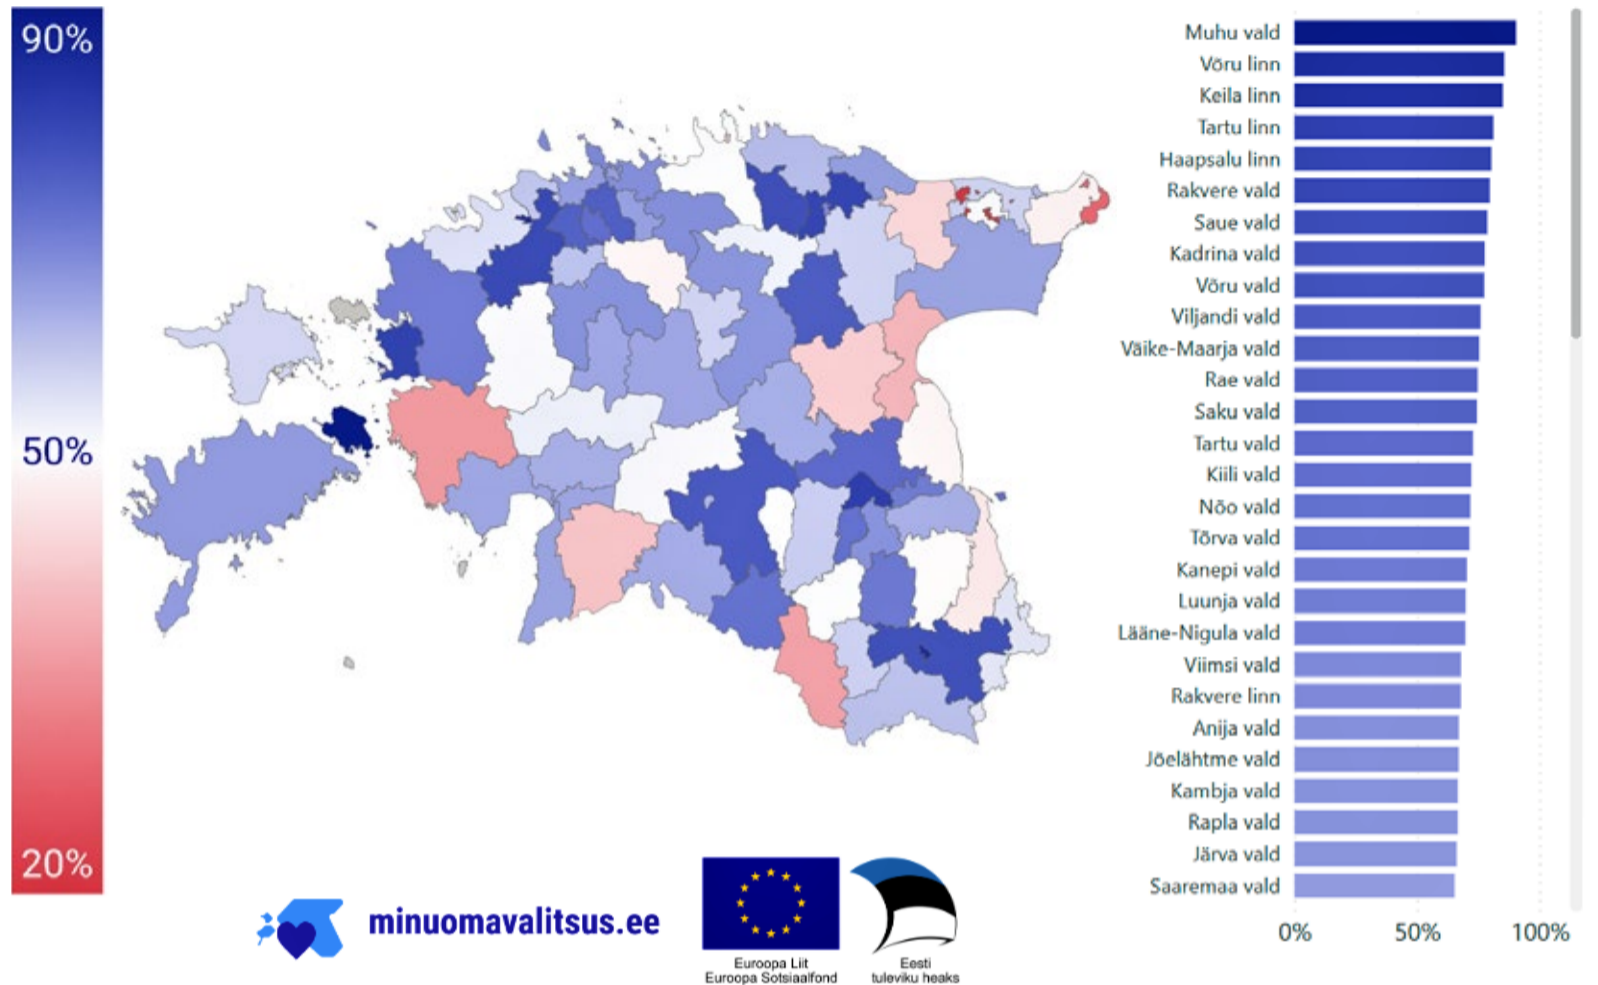 90%
50%
20%
Muhu vald
Võru linn
Keila linn
Tartu linn
Haapsalu linn
Rakvere vald
Saue vald
Kadrina vald
Võru vald
Viljandi vald
Väike-Maarja vald
Rae vald
Saku vald
Tartu vald
Kiili vald
Nõo vald
Tõrva vald
Kanepi vald
Luunja vald
Lääne-Nigula vald
Viimsi vald
Rakvere linn
Anija vald
Jõelähtme vald
Kambja vald
Rapla vald
Järva vald
Saaremaa vald
0% 50% 100%
minuomavalitsus.ee
Euroopa Liit
Euroopa Sotsiaalfond
Eesti
tuleviku heaks